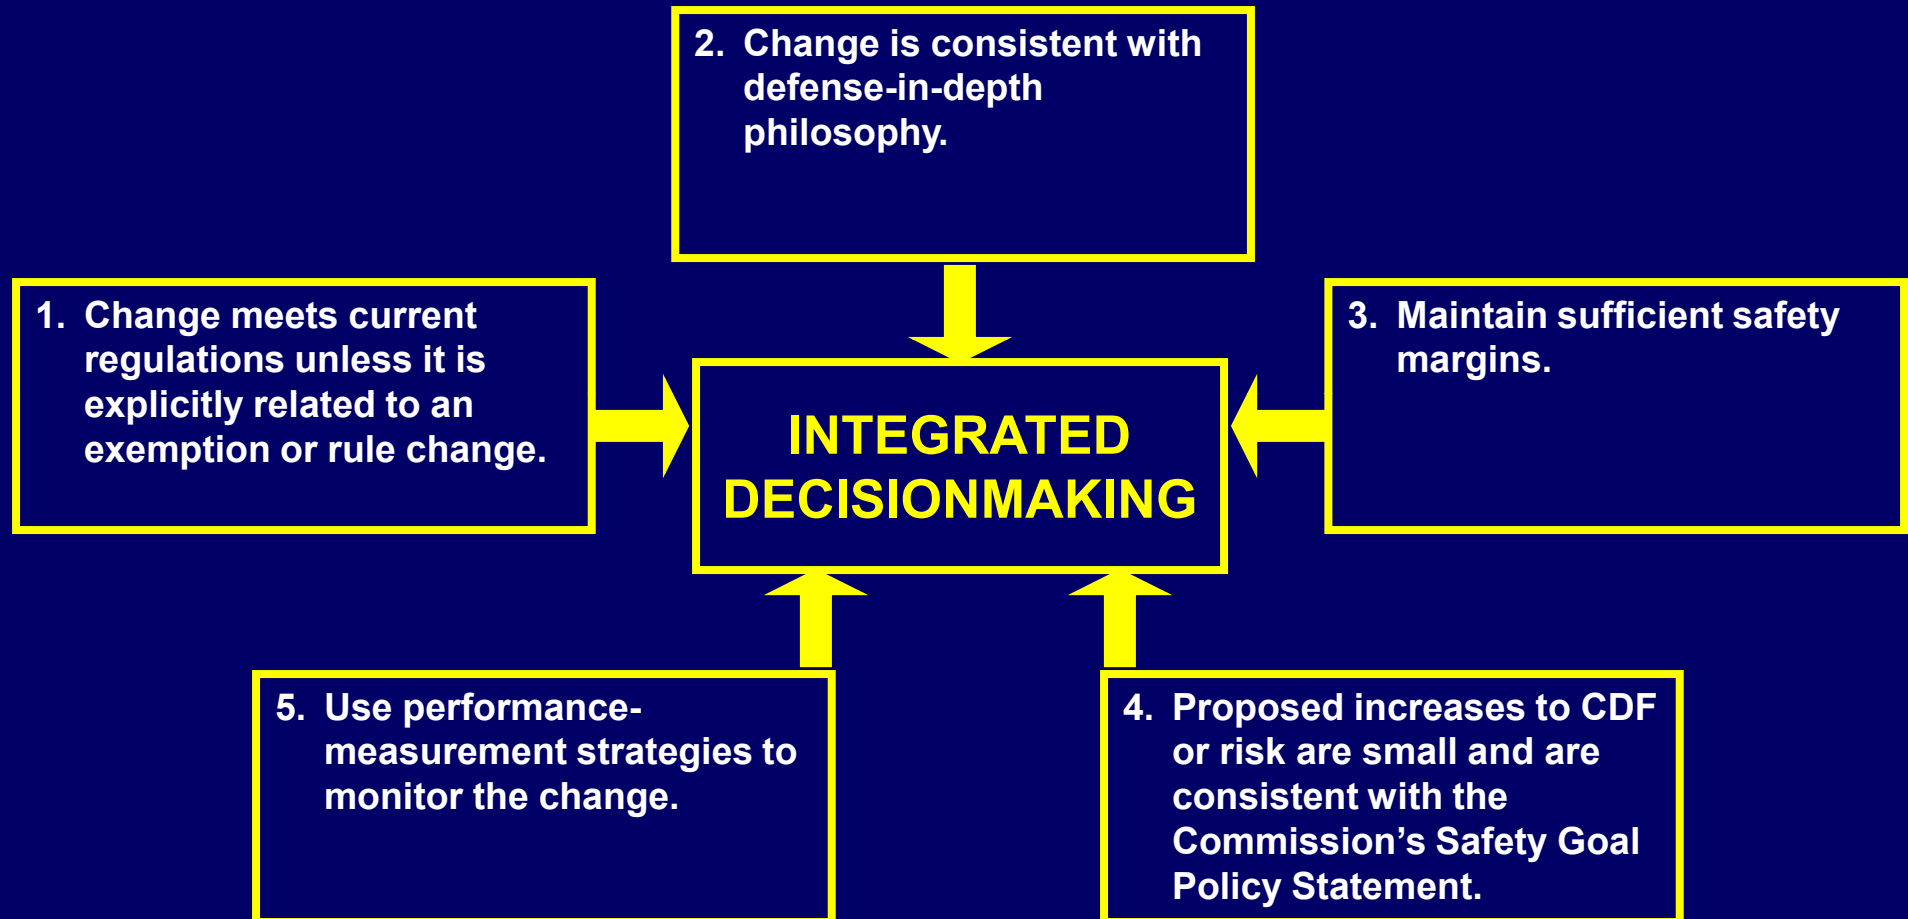 2. Change is consistent with
defense-in-depth
philosophy.
1. Change meets current
regulations unless it is
explicitly related to an
exemption or rule change.
3. Maintain sufficient safety
margins.
INTEGRATED
DECISIONMAKING
5. Use performance-
measurement strategies to
monitor the change.
4. Proposed increases to CDF
or risk are small and are
consistent with the
Commission’s Safety Goal
Policy Statement.